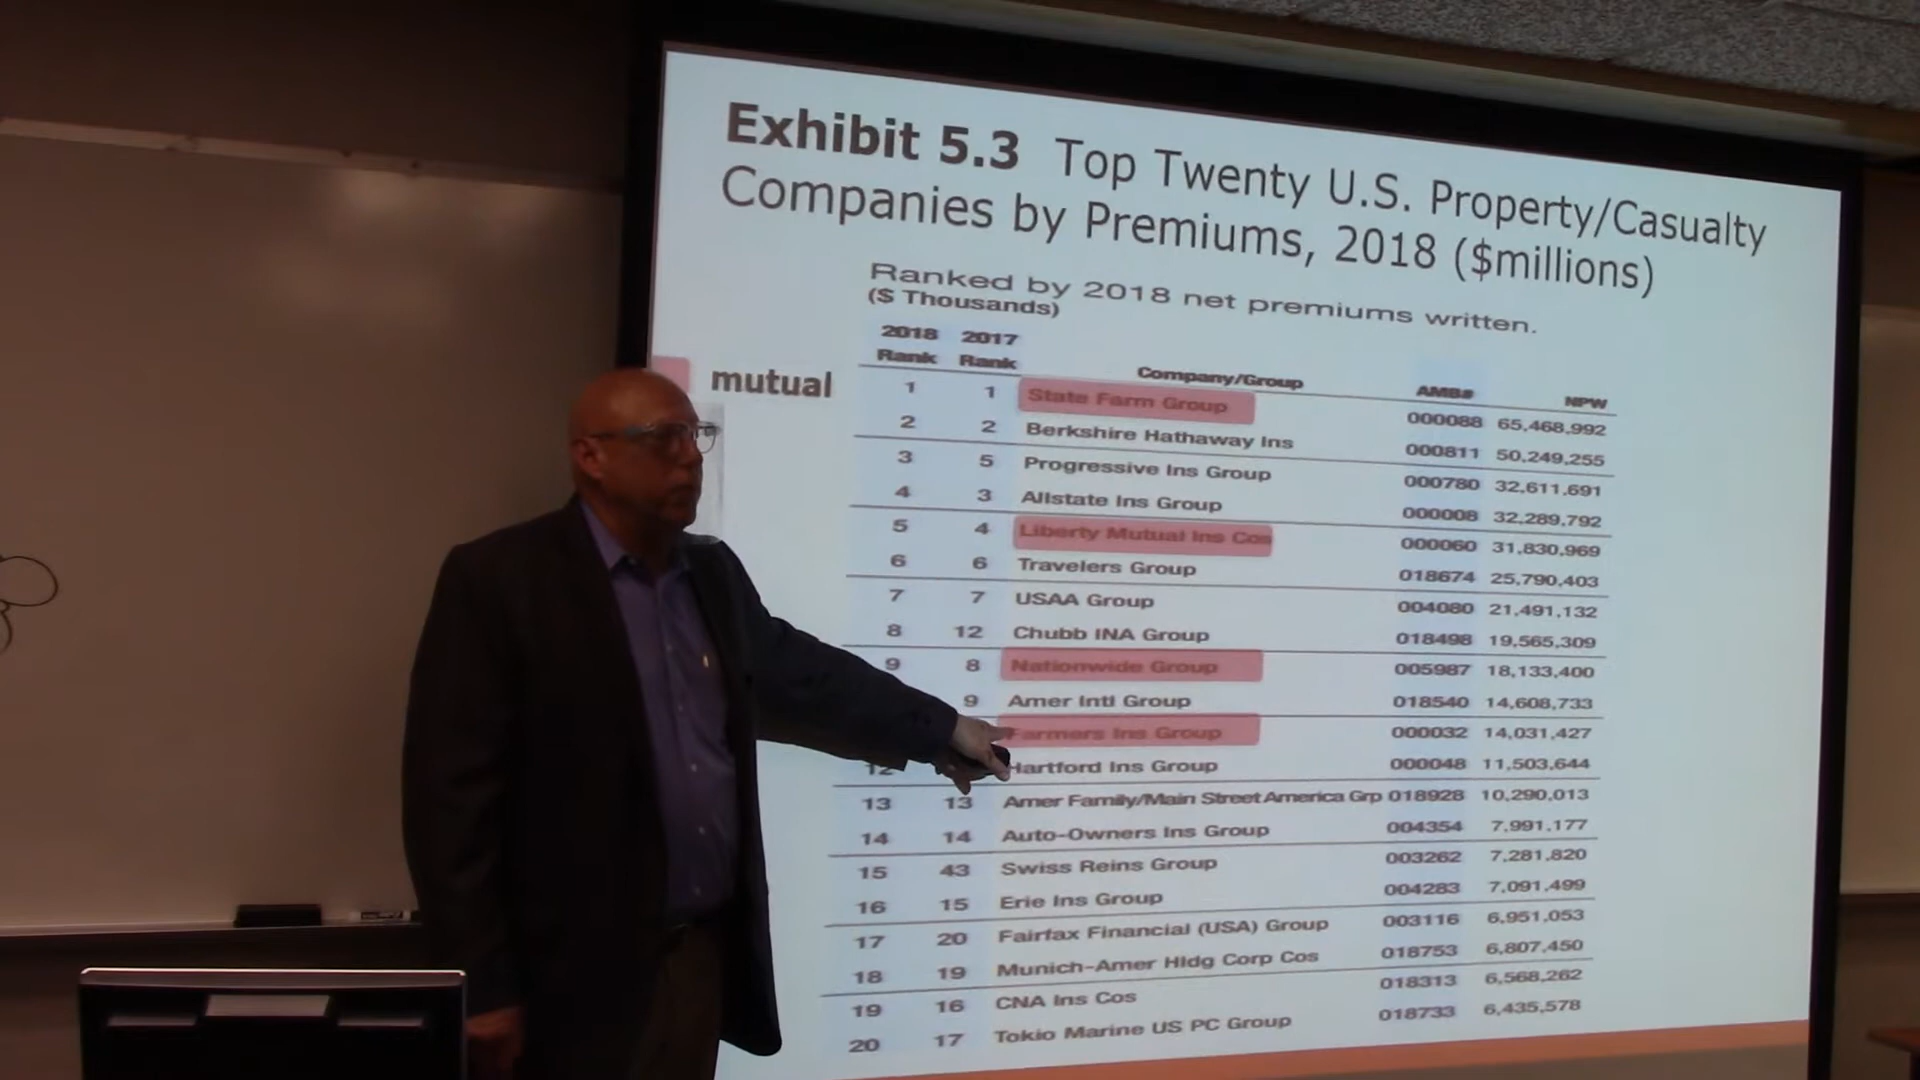 Exhibit 5.3 Top Twenty U.S. Property/Casualty
Companies by Premiums, 2018 ($millions)
Ranked by 2018 net premiums written.
($ Thousands)
2018 Rank 2017 Rank Company/Group AMB# NPW
mutual
1 1 State Farm Group 000088 65,468,992
2 2 Berkshire Hathaway Ins 000811 50,249,255
3 5 Progressive Ins Group 000780 32,611,691
4 3 Allstate Ins Group 000008 32,289,792
5 4 Liberty Mutual Ins Cos 000060 31,830,969
6 6 Travelers Group 018674 25,790,403
7 7 USAA Group 004080 21,491,132
8 12 Chubb INA Group 018498 19,565,309
9 8 Nationwide Group 005987 18,133,400
9 Amer Intl Group 018540 14,608,733
Farmers Ins Group 000032 14,031,427
12 Hartford Ins Group 000048 11,503,644
13 13 Amer Family/Main Street America Grp 018928 10,290,013
14 14 Auto-Owners Ins Group 004354 7,991,177
15 43 Swiss Reins Group 003262 7,281,820
16 15 Erie Ins Group 004283 7,091,499
17 20 Fairfax Financial (USA) Group 003116 6,951,053
18 19 Munich-Amer Hldg Corp Cos 018753 6,807,450
19 16 CNA Ins Cos 018313 6,568,262
20 17 Tokio Marine US PC Group 018733 6,435,578